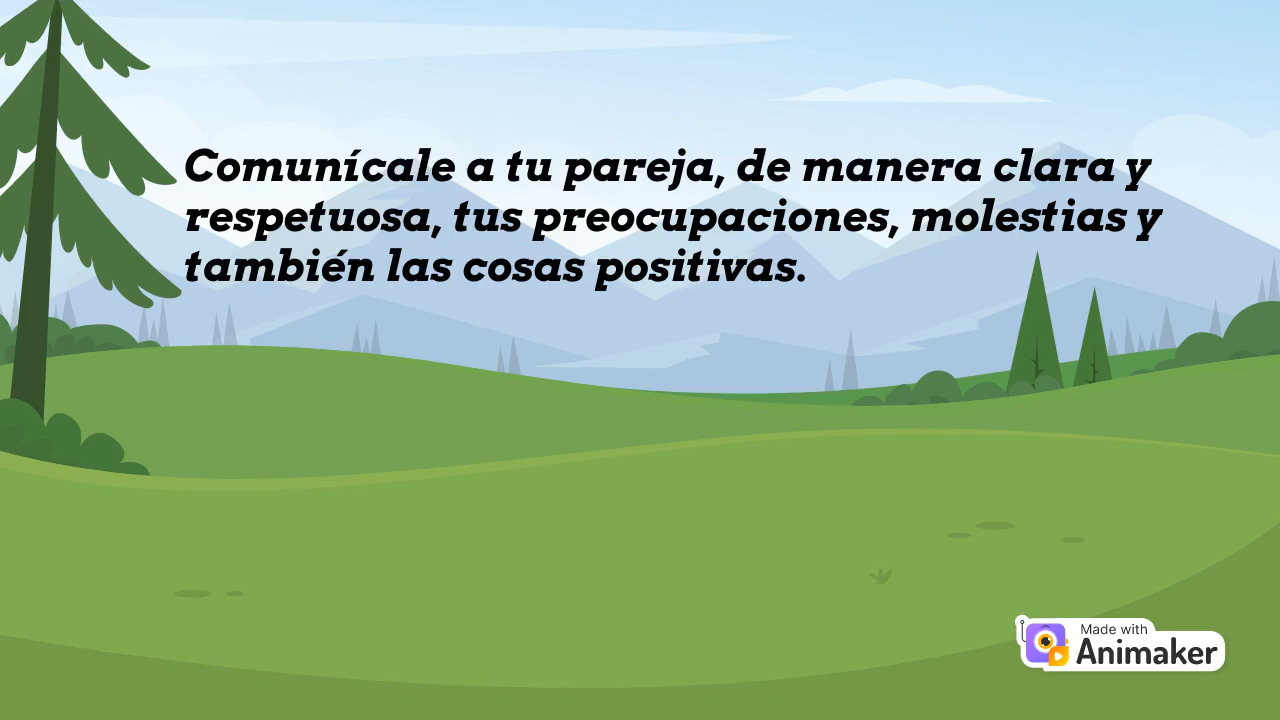 Comunícale a tu pareja, de manera clara y
respetuosa, tus preocupaciones, molestias y
también las cosas positivas.
Made with
Animaker